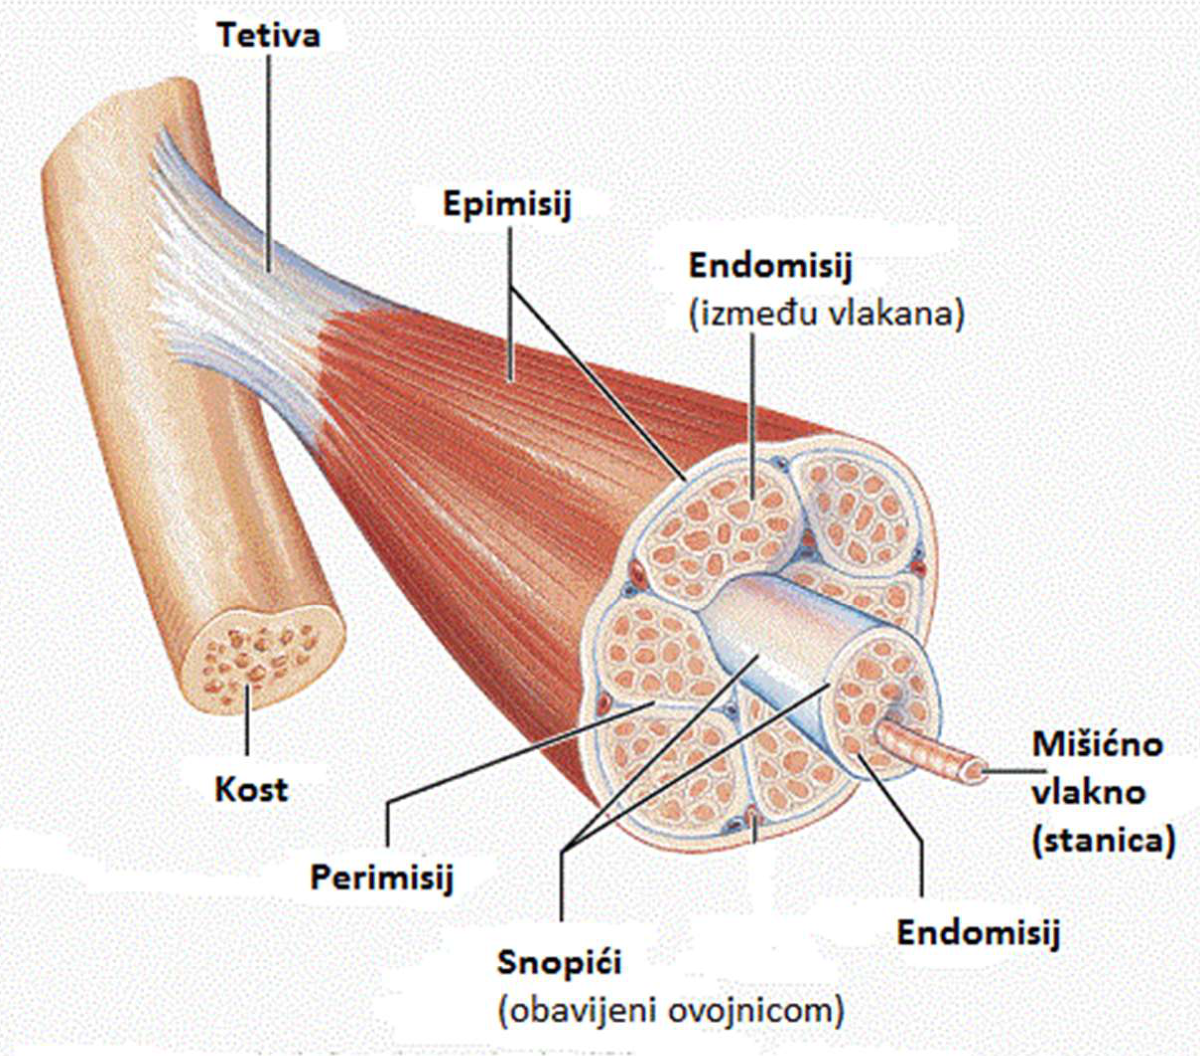 Tetiva
Epimisij
Endomisij
(između vlakana)
Mišićno
vlakno
(stanica)
Kost
Perimisij
Endomisij
Snopići
(obavijeni ovojnicom)